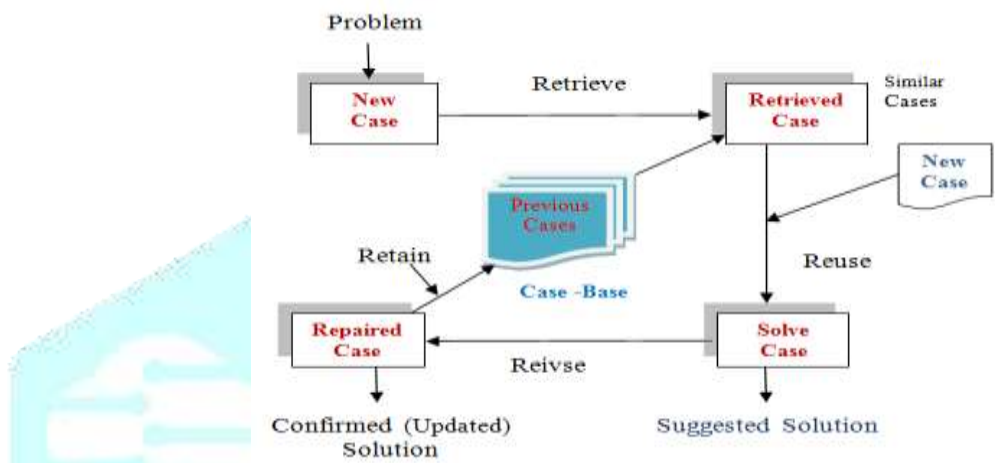 Problem
Retrieve
New
Case
Retrieved
Case
Similar
Cases
New
Case
Previous
Cases
Retain
Reuse
Case -Base
Repaired
Case
Solve
Case
Reivse
Confirmed (Updated)
Solution
Suggested Solution